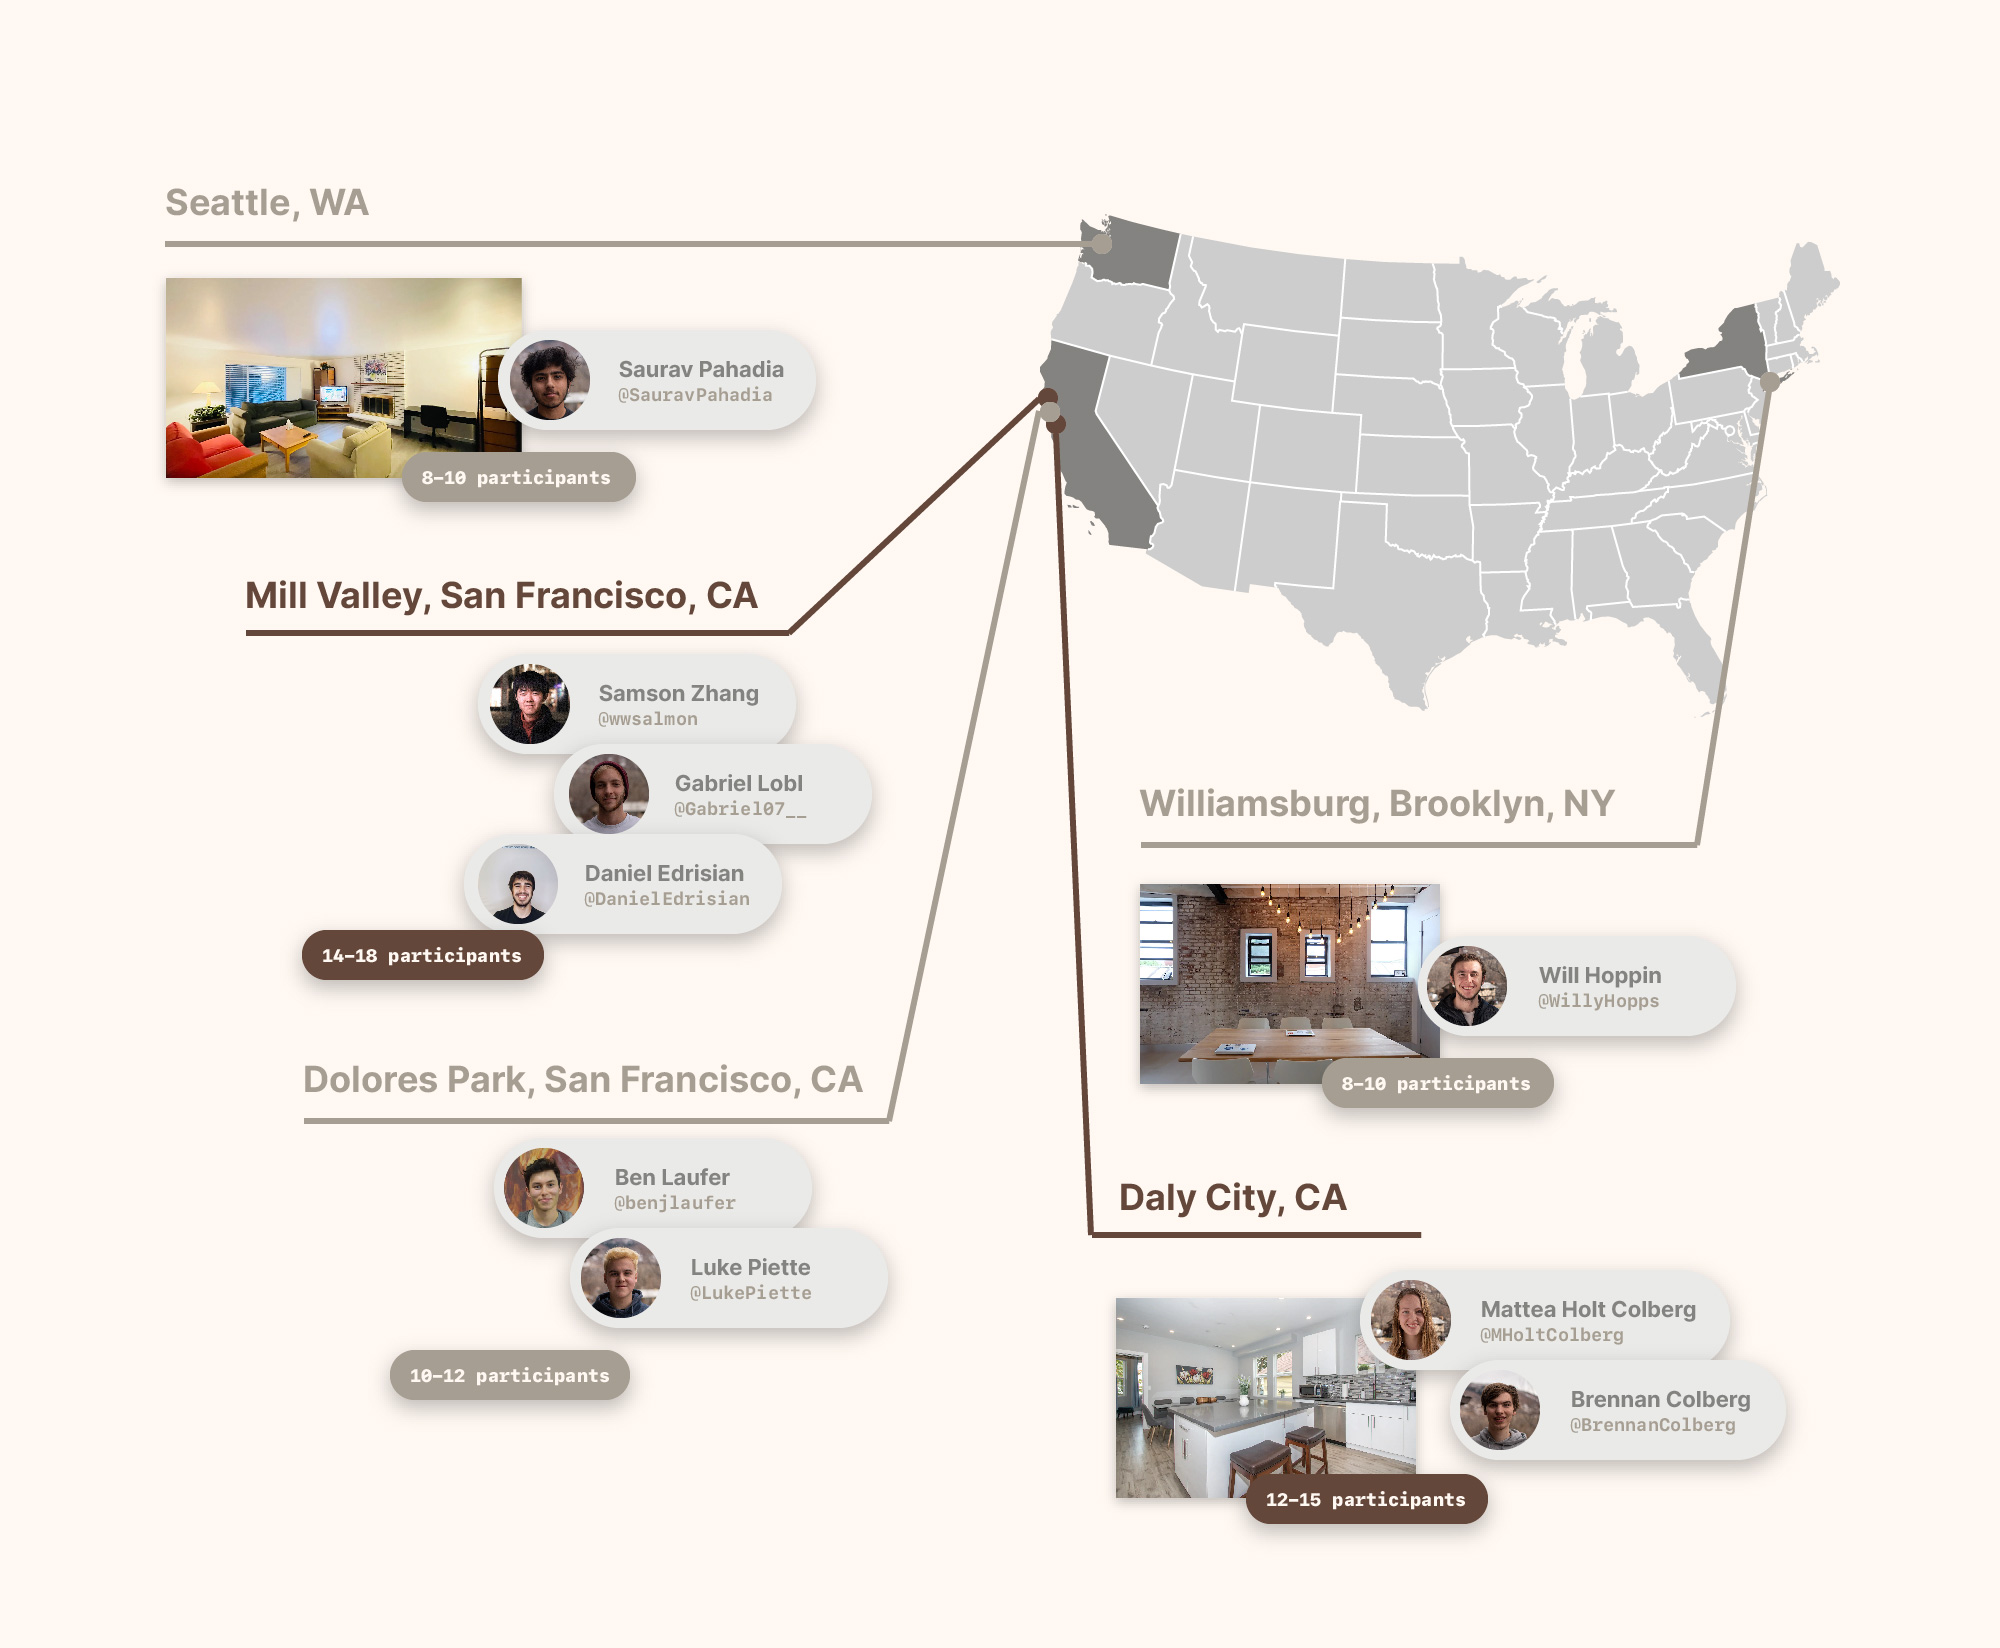 Seattle, WA
Saurav Pahadia
@SauravPahadia
8–10 participants
Mill Valley, San Francisco, CA
Samson Zhang
@wwsalmon
Gabriel Lobl
@Gabriel07__
Daniel Edrisian
@DanielEdrisian
14–18 participants
Dolores Park, San Francisco, CA
Ben Laufer
@benjlaufer
Luke Piette
@LukePiette
10–12 participants
Williamsburg, Brooklyn, NY
Will Hoppin
@WillyHopps
8–10 participants
Daly City, CA
Mattea Holt Colberg
@MHoltColberg
Brennan Colberg
@BrennanColberg
12–15 participants